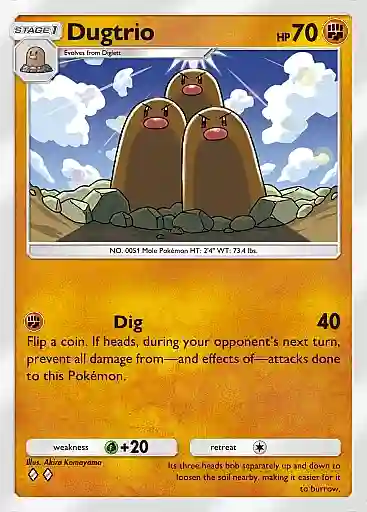 STAGE 1 Dugtrio HP 70
Evolves from Diglett
NO. 0051 Mole Pokémon HT: 2'4" WT: 73.4 lbs.
Dig 40
Flip a coin. If heads, during your opponent's next turn,
prevent all damage from—and effects of—attacks done
to this Pokémon.
weakness +20 retreat
Illus. Akira Komayama
Its three heads bob separately up and down to
loosen the soil nearby, making it easier for it
to burrow.